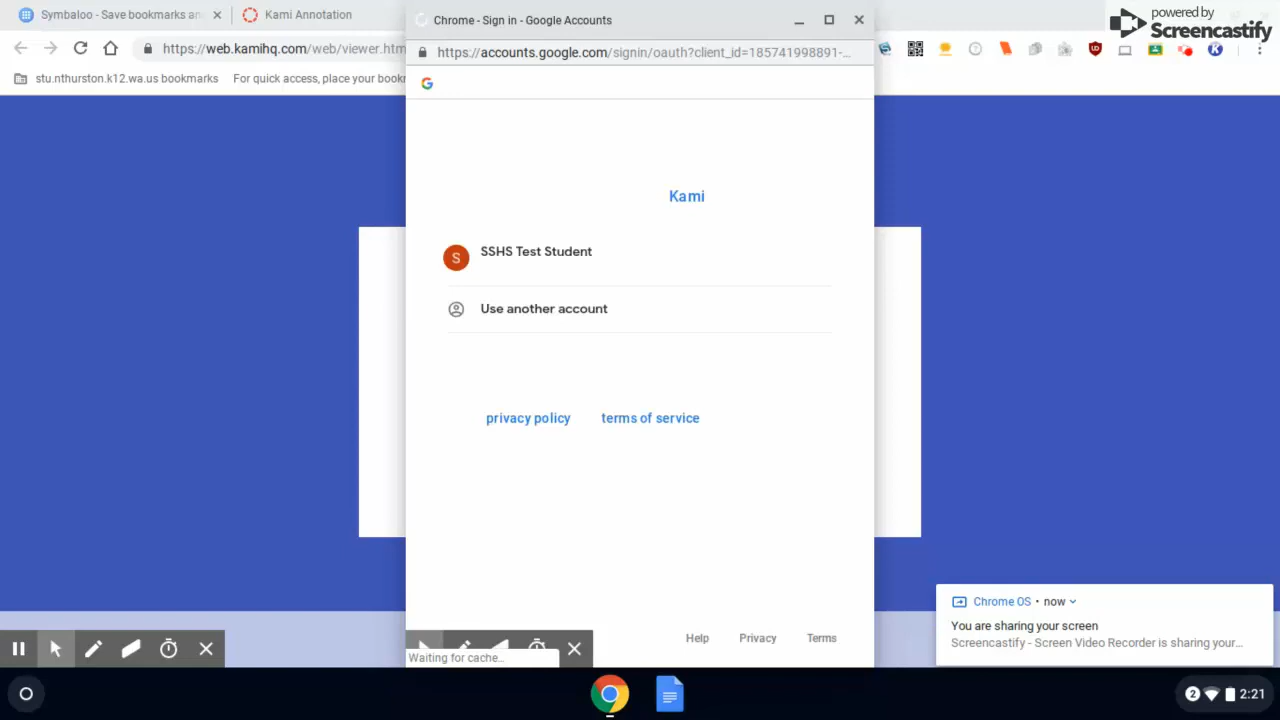 Symbaloo - Save bookmarks an
Kami Annotation
Chrome - Sign in - Google Accounts
powered by
Screencastify
https://web.kamihq.com/web/viewer.htm
https://accounts.google.com/signin/oauth?client_id=185741998891-...
stu.nthurston.k12.wa.us bookmarks
For quick access, place your bookr
Kami
S
SSHS Test Student
Use another account
privacy policy
terms of service
Chrome OS • now
You are sharing your screen
Screencastify - Screen Video Recorder is sharing your...
Help
Privacy
Terms
Waiting for cache...
2
2:21